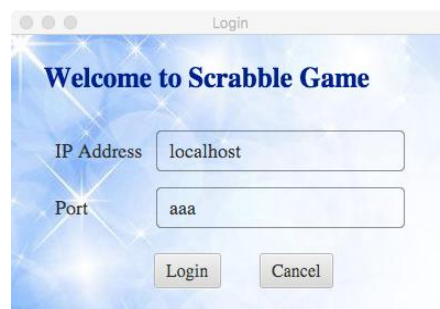 Login
Welcome to Scrabble Game
IP Address localhost
Port aaa
Login Cancel